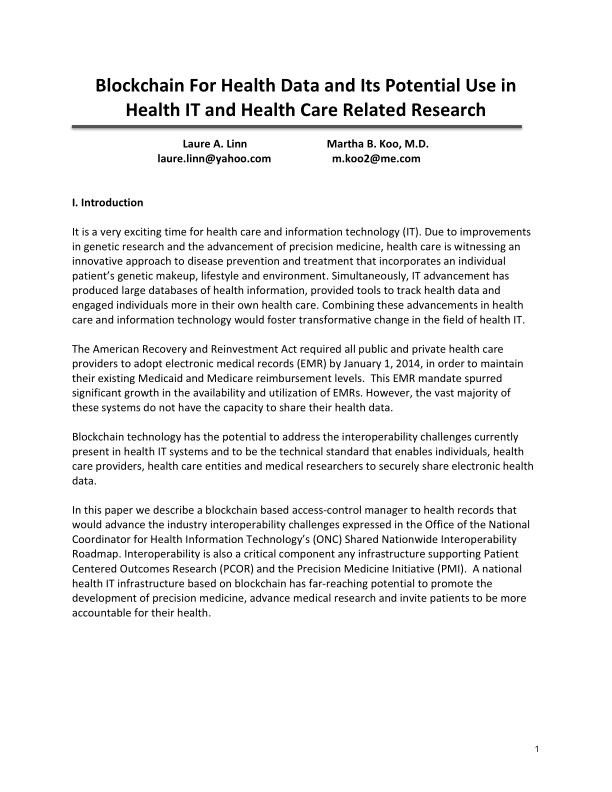 Blockchain For Health Data and Its Potential Use in
Health IT and Health Care Related Research
Laure A. Linn Martha B. Koo, M.D.
laure.linn@yahoo.com m.koo2@me.com
I. Introduction
It is a very exciting time for health care and information technology (IT). Due to improvements
in genetic research and the advancement of precision medicine, health care is witnessing an
innovative approach to disease prevention and treatment that incorporates an individual
patient’s genetic makeup, lifestyle and environment. Simultaneously, IT advancement has
produced large databases of health information, provided tools to track health data and
engaged individuals more in their own health care. Combining these advancements in health
care and information technology would foster transformative change in the field of health IT.
The American Recovery and Reinvestment Act required all public and private health care
providers to adopt electronic medical records (EMR) by January 1, 2014, in order to maintain
their existing Medicaid and Medicare reimbursement levels. This EMR mandate spurred
significant growth in the availability and utilization of EMRs. However, the vast majority of
these systems do not have the capacity to share their health data.
Blockchain technology has the potential to address the interoperability challenges currently
present in health IT systems and to be the technical standard that enables individuals, health
care providers, health care entities and medical researchers to securely share electronic health
data.
In this paper we describe a blockchain based access-control manager to health records that
would advance the industry interoperability challenges expressed in the Office of the National
Coordinator for Health Information Technology’s (ONC) Shared Nationwide Interoperability
Roadmap. Interoperability is also a critical component any infrastructure supporting Patient
Centered Outcomes Research (PCOR) and the Precision Medicine Initiative (PMI). A national
health IT infrastructure based on blockchain has far-reaching potential to promote the
development of precision medicine, advance medical research and invite patients to be more
accountable for their health.
1